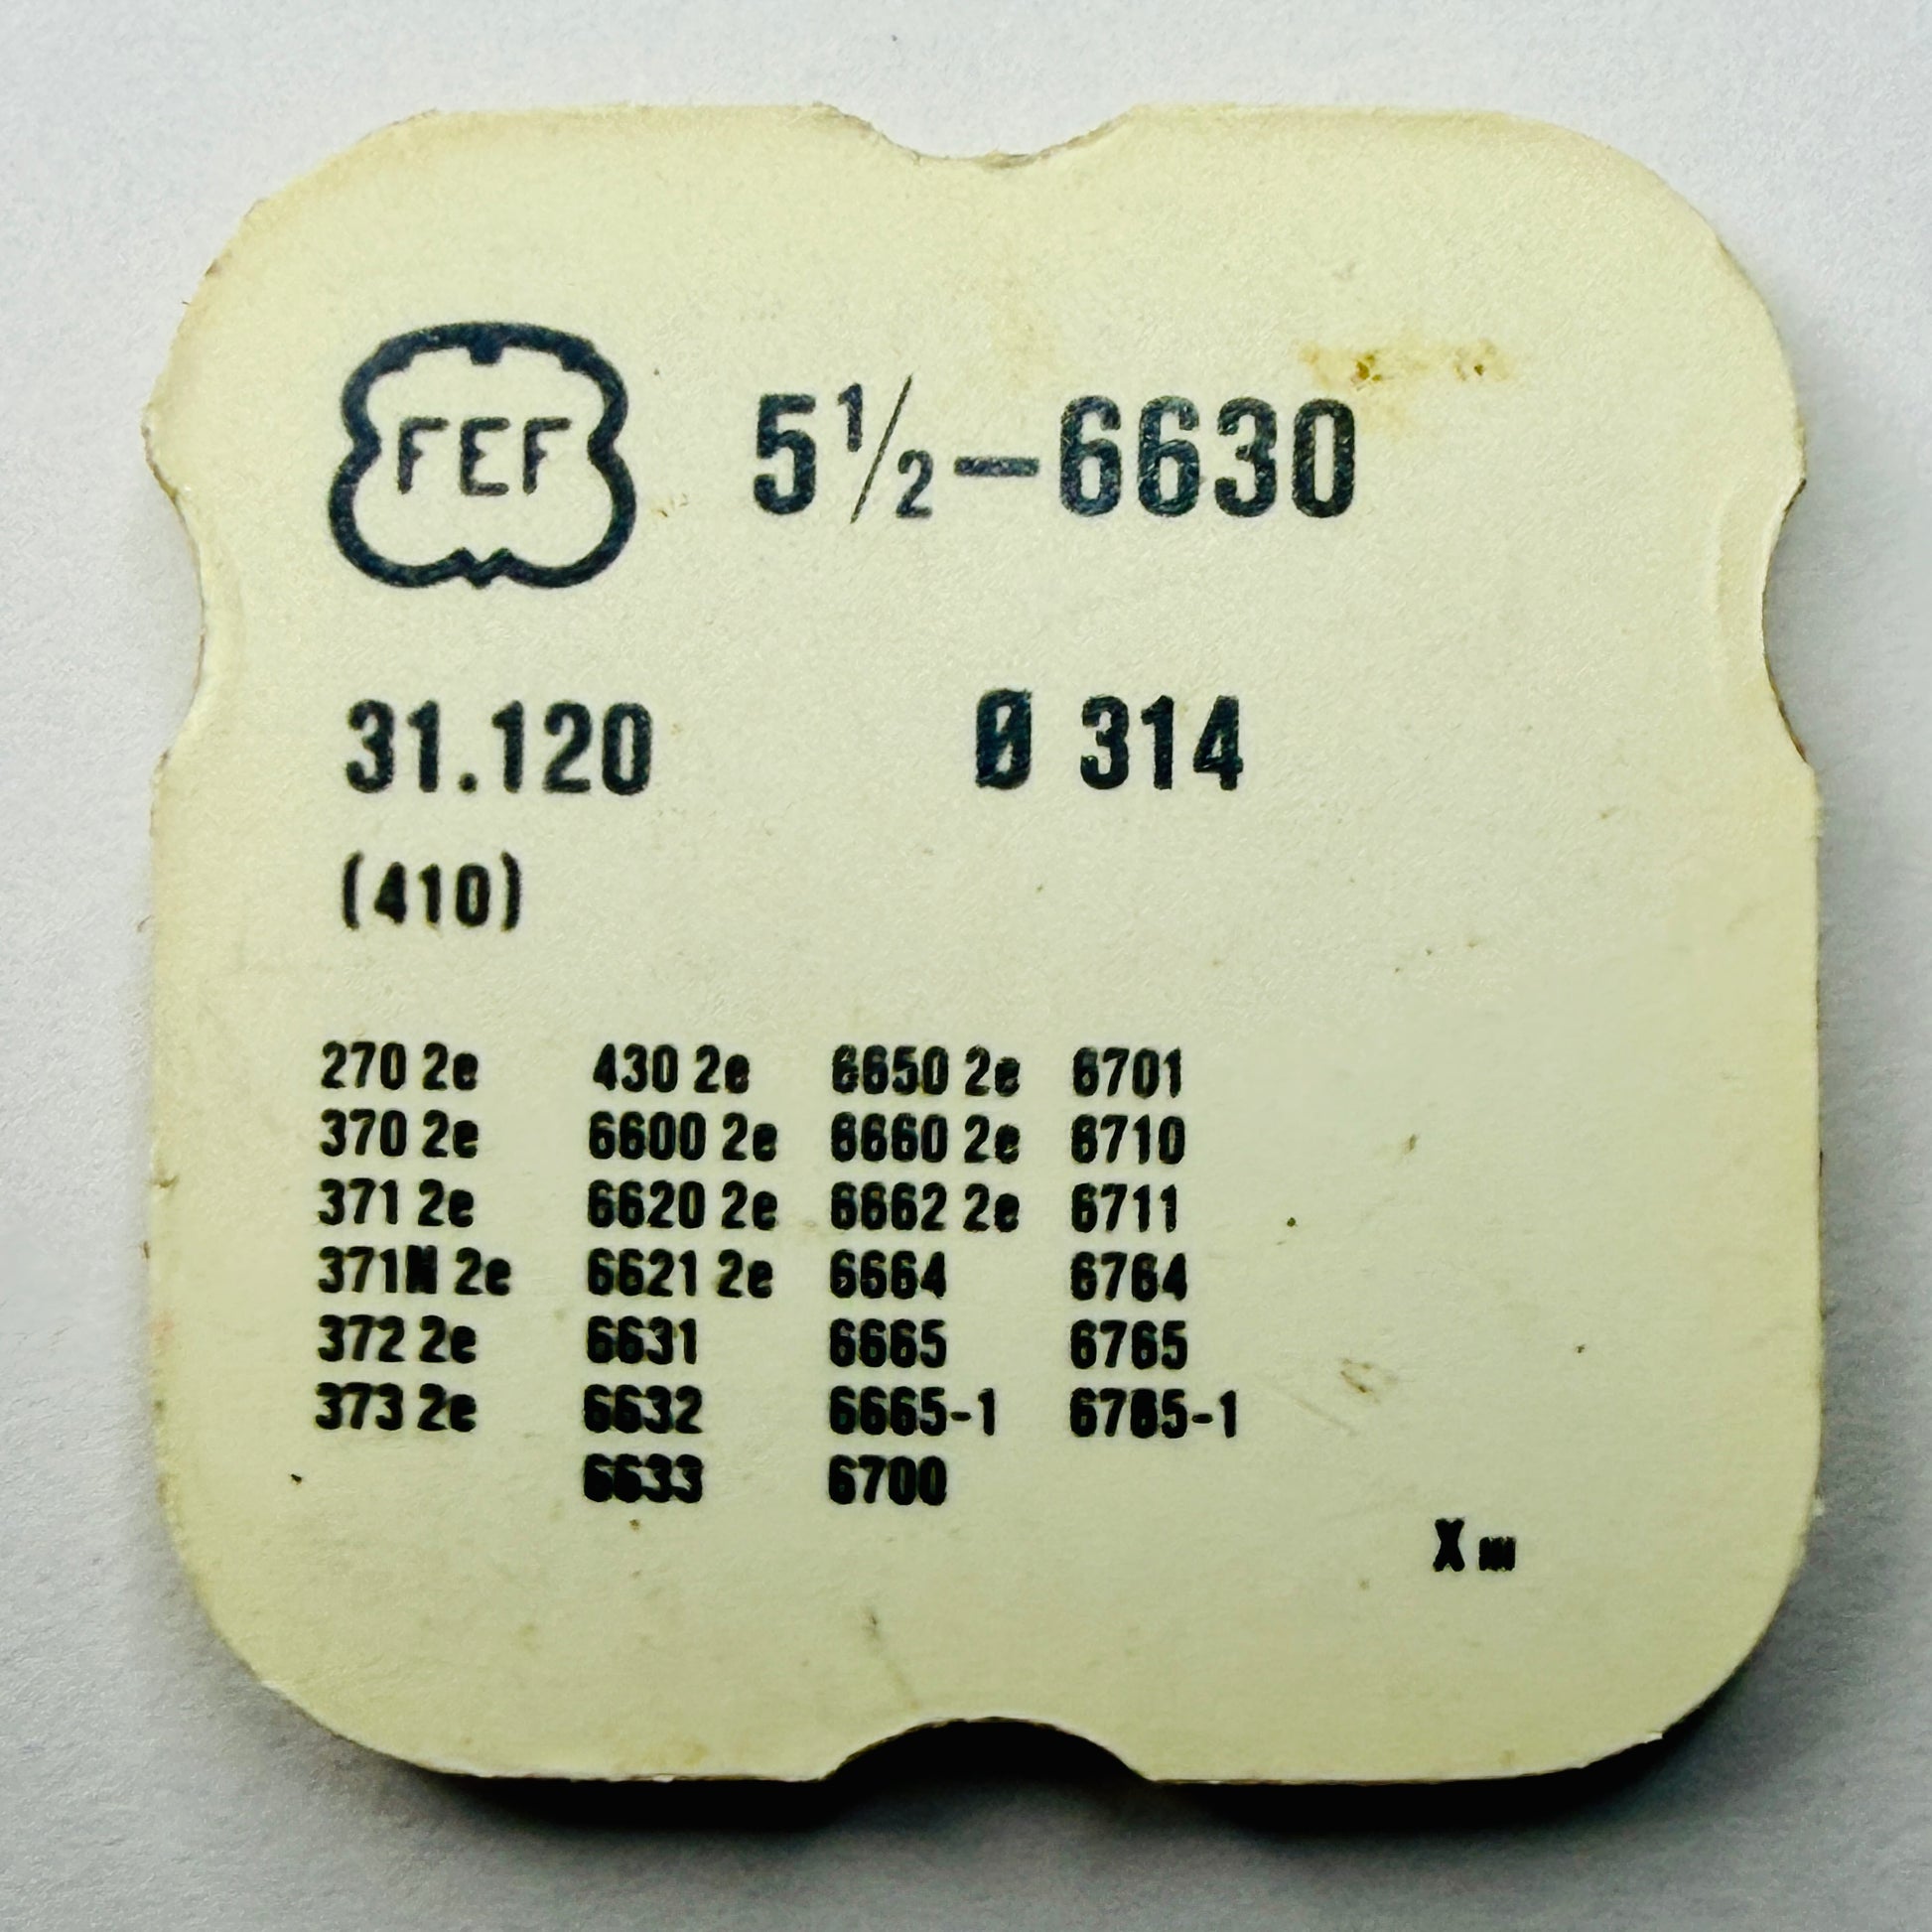 FEF 5½–6630
31.120 Ø 314
(410)
270 2e 430 2e 6650 2e 6701
370 2e 6600 2e 6660 2e 6710
371 2e 6620 2e 6662 2e 6711
371N 2e 6621 2e 6664 6764
372 2e 6631 6665 6765
373 2e 6632 6665-1 6765-1
6633 6700
X